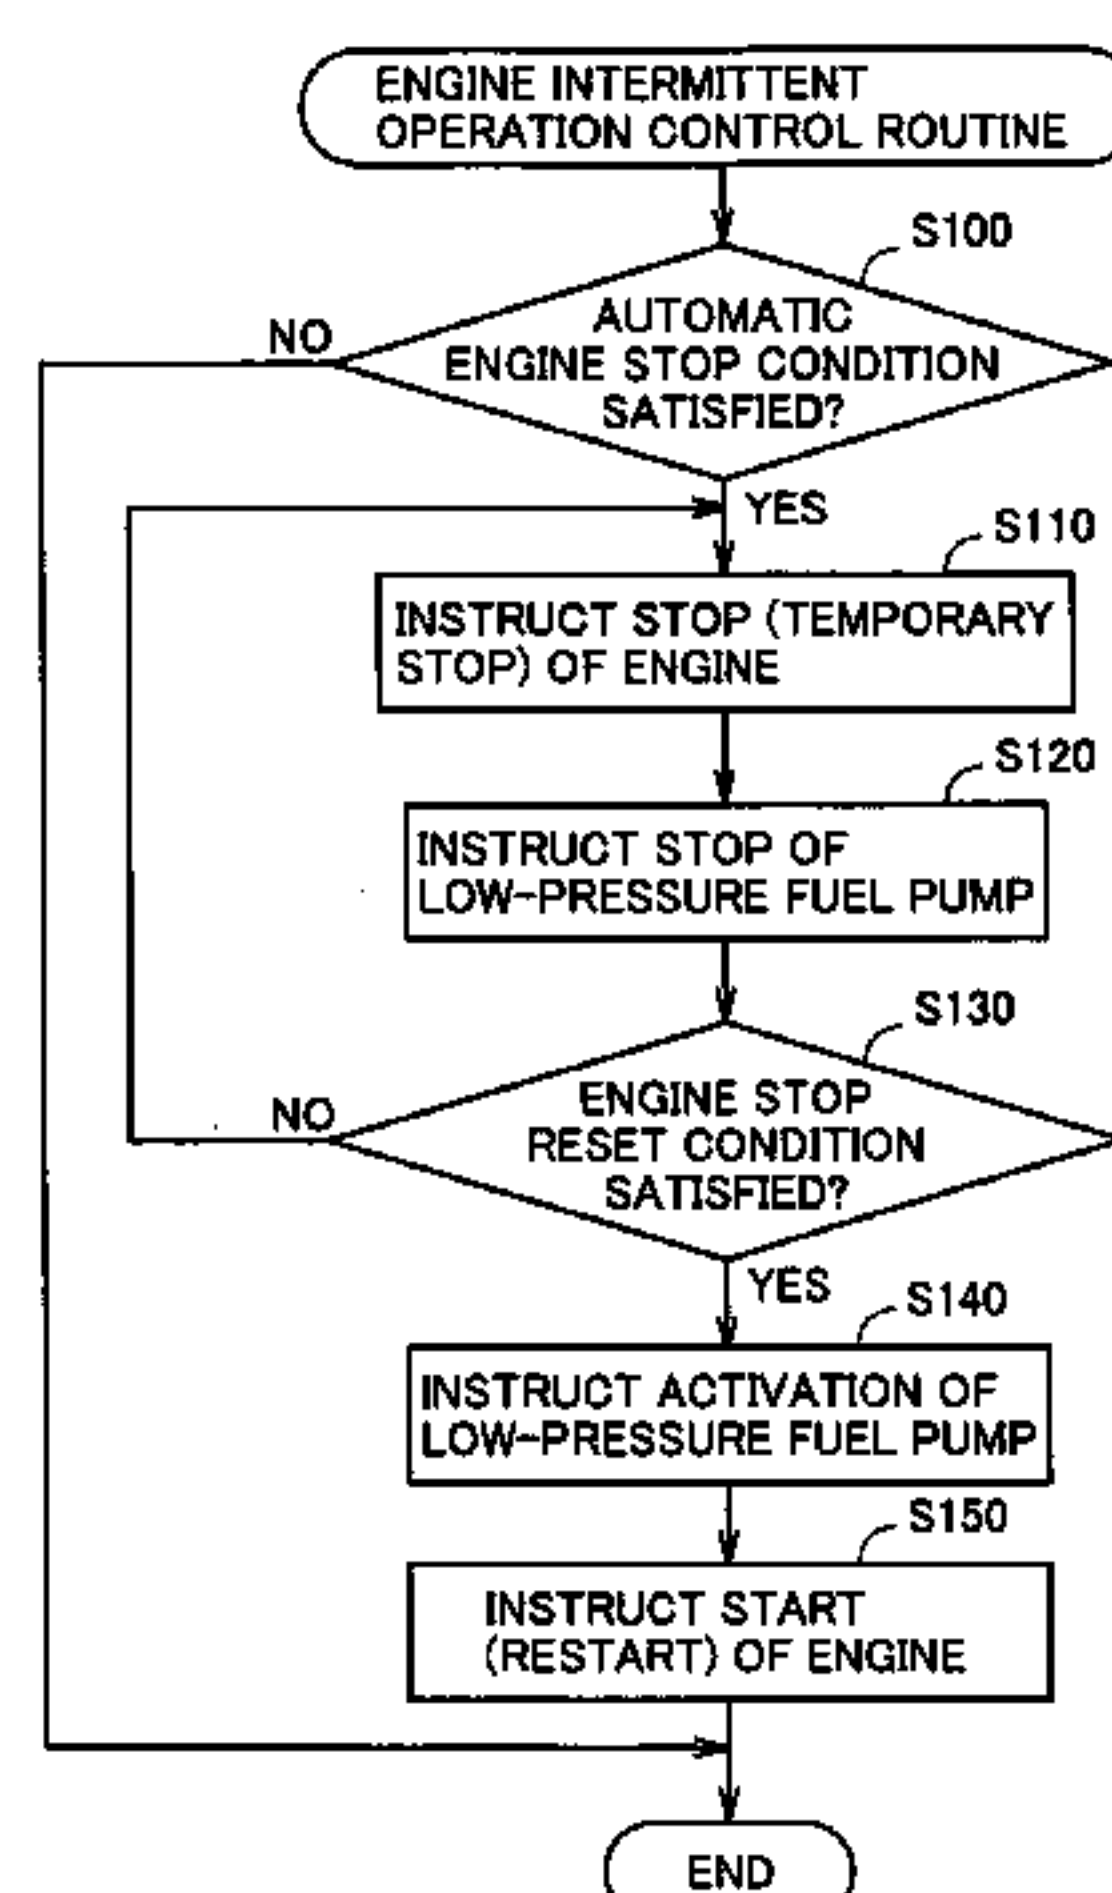 ENGINE INTERMITTENT
OPERATION CONTROL ROUTINE
S100
AUTOMATIC
ENGINE STOP CONDITION
SATISFIED?
NO
YES
S110
INSTRUCT STOP (TEMPORARY
STOP) OF ENGINE
S120
INSTRUCT STOP OF
LOW-PRESSURE FUEL PUMP
S130
ENGINE STOP
RESET CONDITION
SATISFIED?
NO
YES
S140
INSTRUCT ACTIVATION OF
LOW-PRESSURE FUEL PUMP
S150
INSTRUCT START
(RESTART) OF ENGINE
END